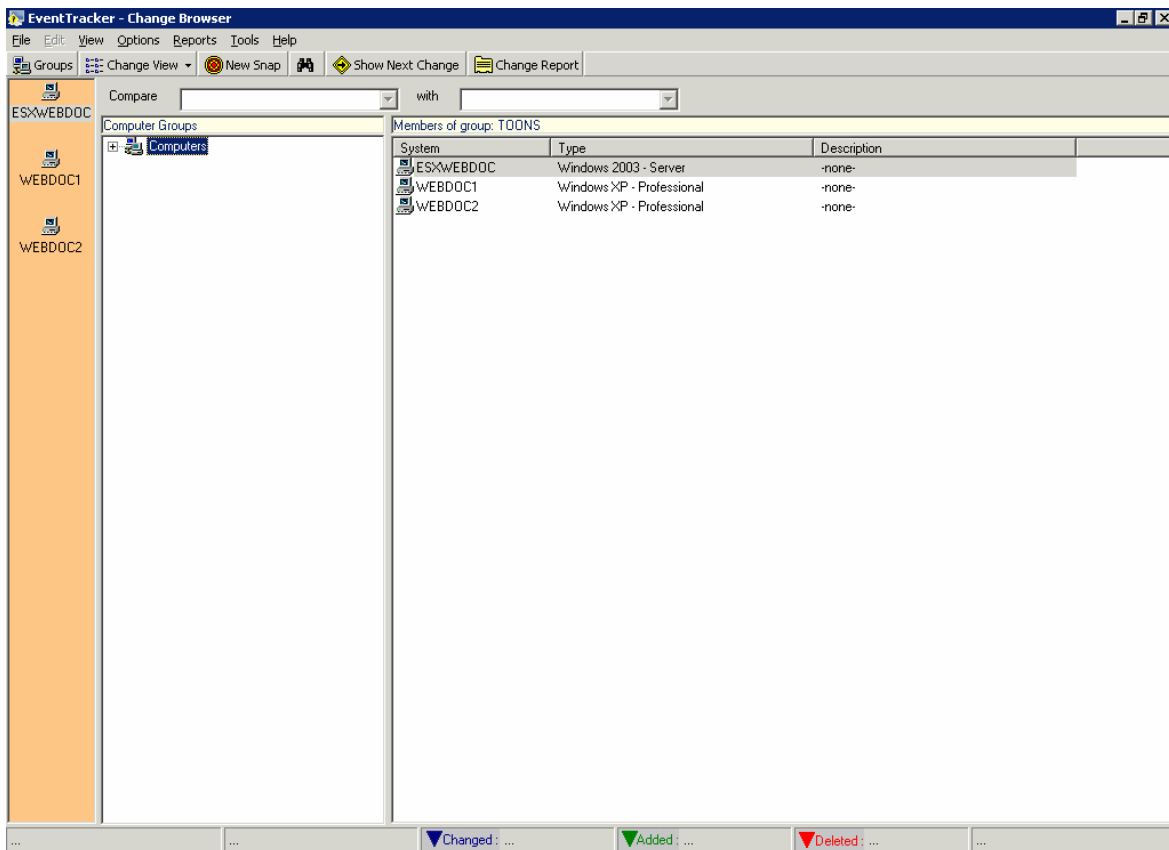 EventTracker - Change Browser
File Edit View Options Reports Tools Help
Groups Change View New Snap Show Next Change Change Report
Compare with
ESXWEBDOC
WEBDOC1
WEBDOC2
Computer Groups
Computers
Members of group: TOONS
System Type Description
ESXWEBDOC Windows 2003 - Server -none-
WEBDOC1 Windows XP - Professional -none-
WEBDOC2 Windows XP - Professional -none-
... ... Changed : ... Added : ... Deleted : ... ...